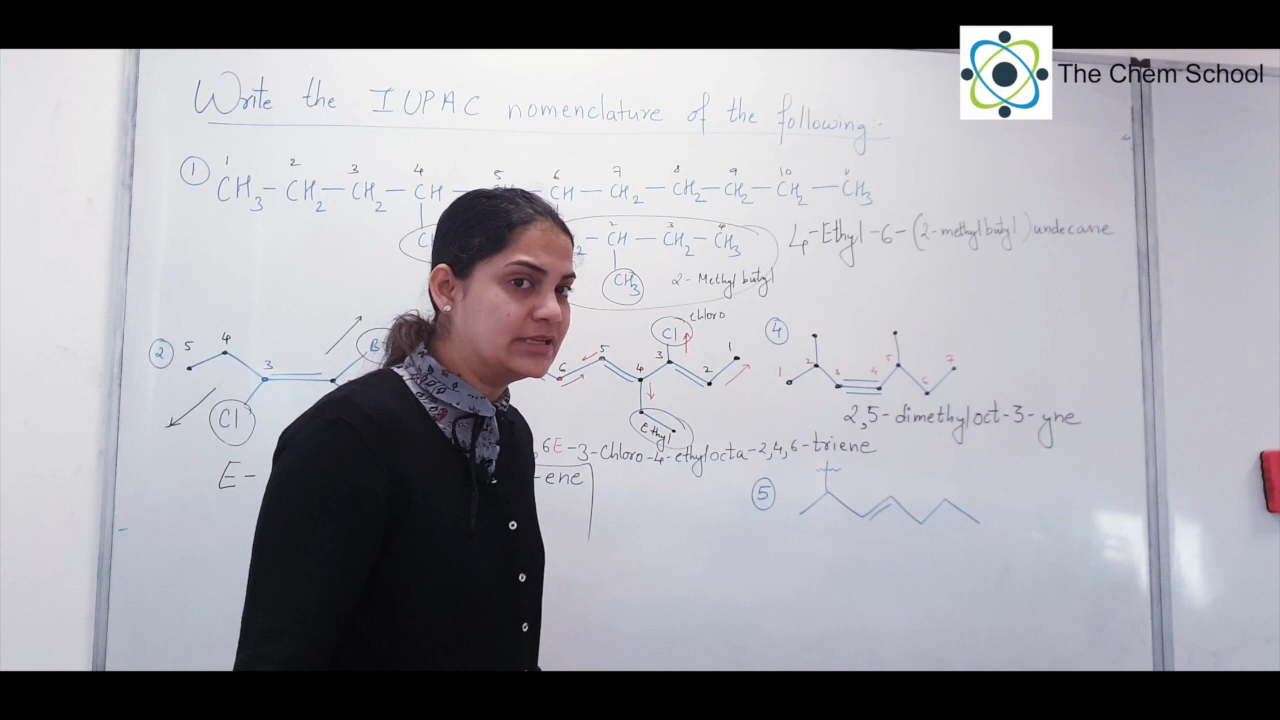 The Chem School
Write the IUPAC nomenclature of the following:-
1 2 3 4 5 6 7 8 9 10 11
① CH3 – CH2 – CH2 – CH – CH – CH2 – CH2 – CH2 – CH2 – CH3
2 3 4
CH – CH2 – CH3
4-Ethyl-6-(2-methylbutyl)undecane
CH3 2-Methyl butyl
chloro
② 5 4 3 Cl
6 5 4 3 2 1 Cl Ethyl
④ 1 2 3 4 5 6 7
2,5-dimethyloct-3-yne
6E-3-chloro-4-ethylocta-2,4,6-triene
E- -ene
⑤